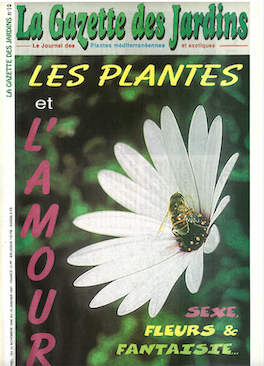 La Gazette des Jardins
Le Journal des Plantes méditerranéennes et exotiques
LA GAZETTE DES JARDINS n°10
LES PLANTES
et
L'AMOUR
SEXE,
FLEURS &
FANTAISIE...